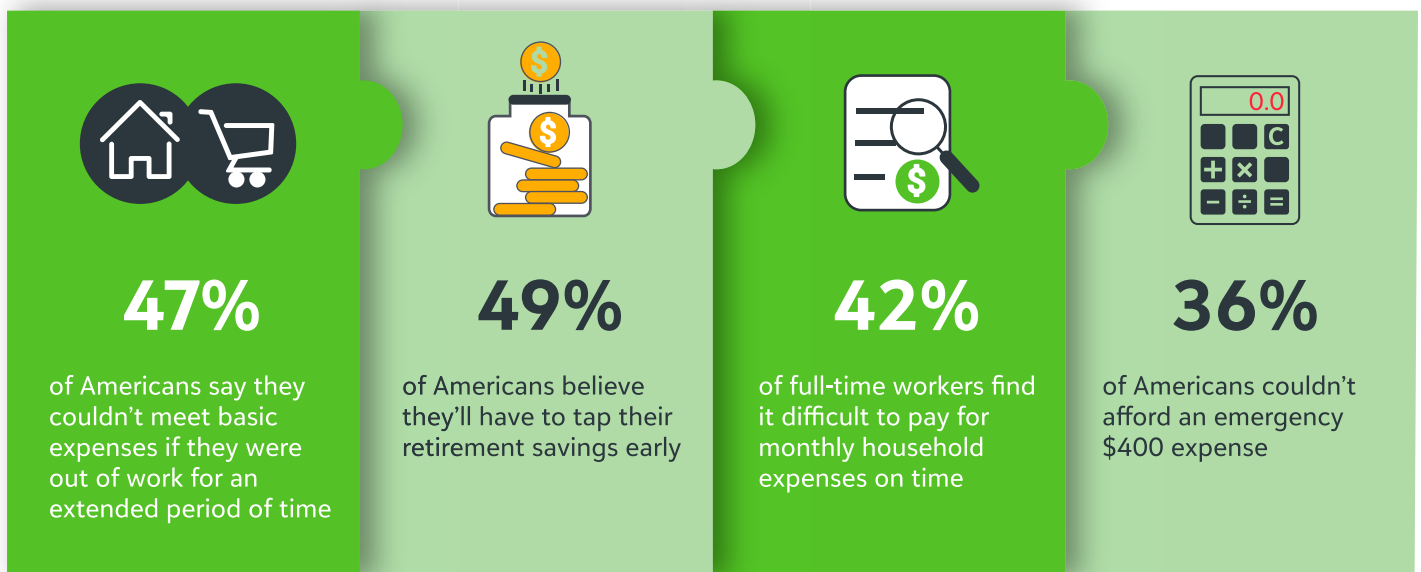 47%
of Americans say they
couldn't meet basic
expenses if they were
out of work for an
extended period of time
$
$
49%
of Americans believe
they'll have to tap their
retirement savings early
$
42%
of full-time workers find
it difficult to pay for
monthly household
expenses on time
0.0
C
+ ×
− ÷ =
36%
of Americans couldn't
afford an emergency
$400 expense